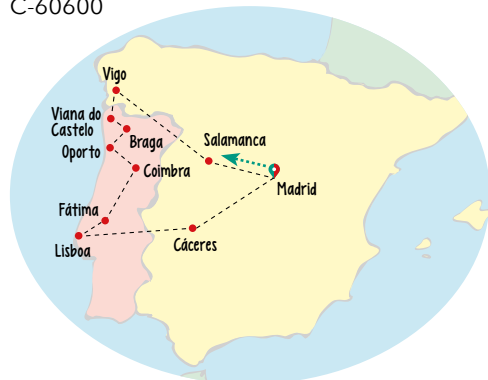 C-60600
Vigo
Viana do
Castelo
Braga
Oporto
Salamanca
Coimbra
Madrid
Fátima
Lisboa
Cáceres